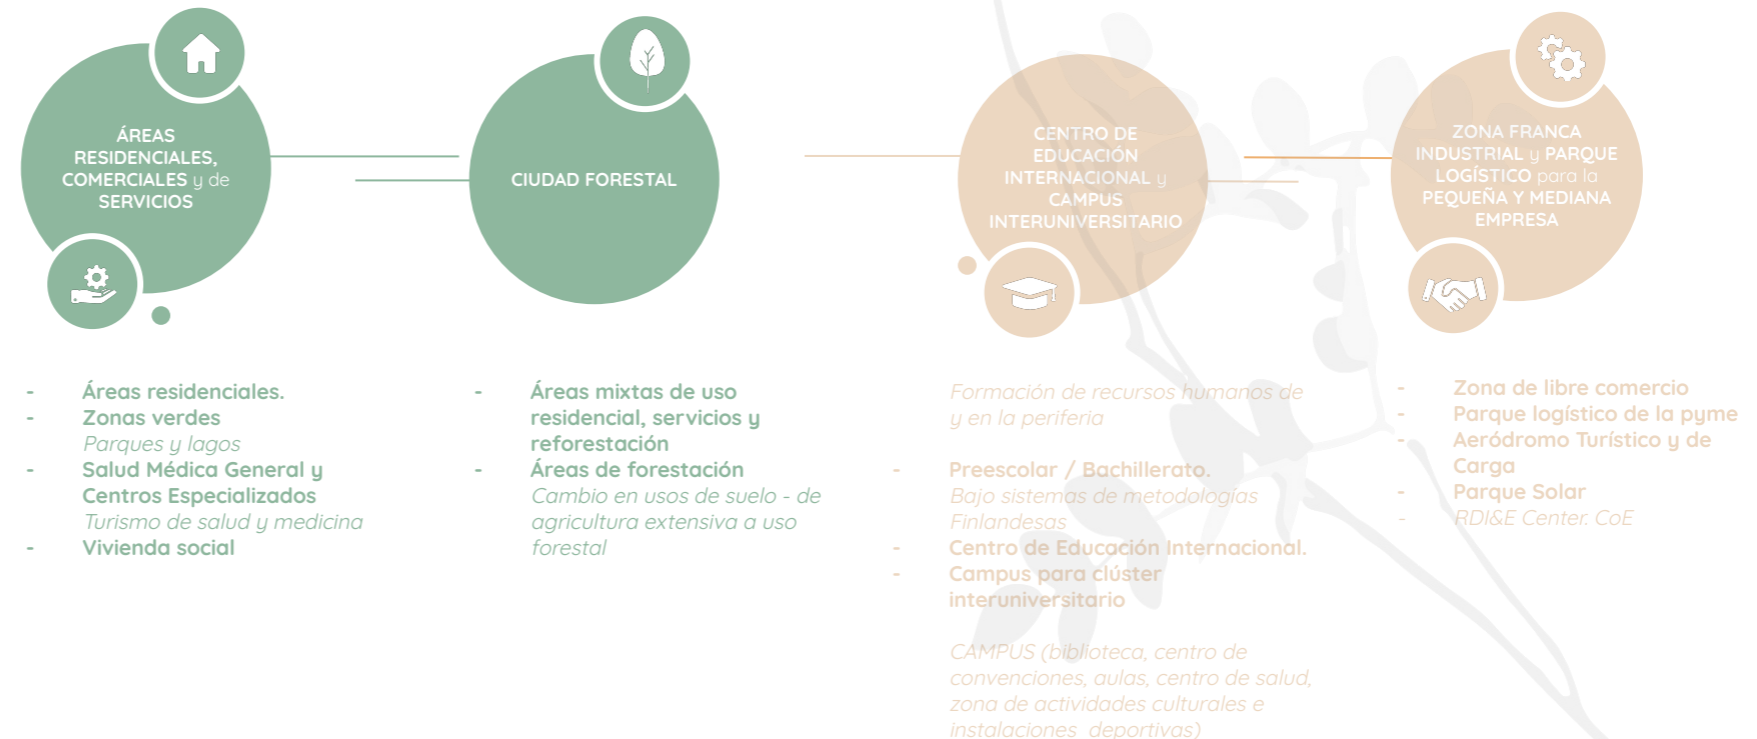 ÁREAS
RESIDENCIALES,
COMERCIALES y de
SERVICIOS
CIUDAD FORESTAL
CENTRO DE
EDUCACIÓN
INTERNACIONAL y
CAMPUS
INTERUNIVERSITARIO
ZONA FRANCA
INDUSTRIAL y PARQUE
LOGÍSTICO para la
PEQUEÑA Y MEDIANA
EMPRESA
- Áreas residenciales.
- Zonas verdes
Parques y lagos
- Salud Médica General y
Centros Especializados
Turismo de salud y medicina
- Vivienda social
- Áreas mixtas de uso
residencial, servicios y
reforestación
- Áreas de forestación
Cambio en usos de suelo - de
agricultura extensiva a uso
forestal
Formación de recursos humanos de
y en la periferia
- Preescolar / Bachillerato.
Bajo sistemas de metodologías
Finlandesas
- Centro de Educación Internacional.
- Campus para clúster
interuniversitario
CAMPUS (biblioteca, centro de
convenciones, aulas, centro de salud,
zona de actividades culturales e
instalaciones deportivas)
- Zona de libre comercio
- Parque logístico de la pyme
- Aeródromo Turístico y de
Carga
- Parque Solar
- RDI&E Center. CoE